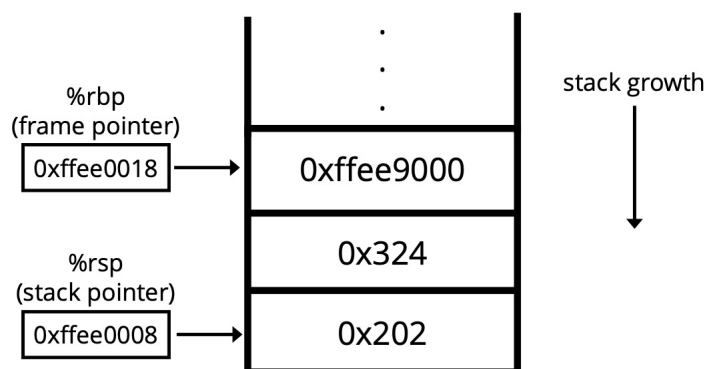 .
.
.
stack growth
%rbp
(frame pointer)
0xffee0018
0xffee9000
0x324
%rsp
(stack pointer)
0xffee0008
0x202